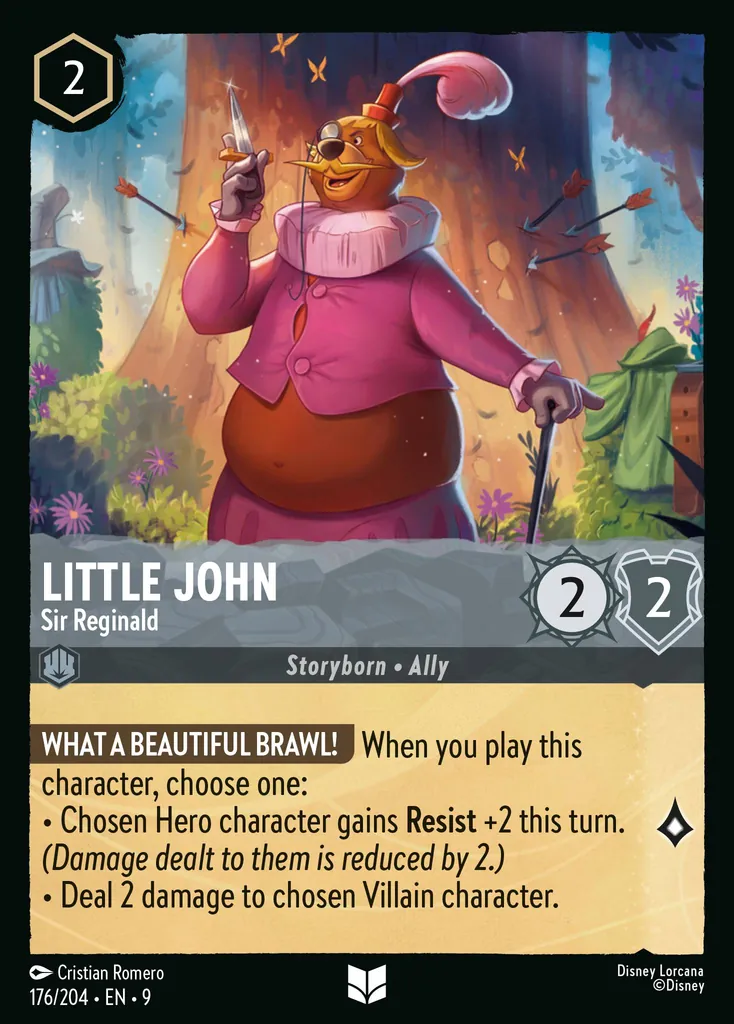 2
LITTLE JOHN
Sir Reginald
2 2
Storyborn • Ally
WHAT A BEAUTIFUL BRAWL! When you play this
character, choose one:
• Chosen Hero character gains Resist +2 this turn.
(Damage dealt to them is reduced by 2.)
• Deal 2 damage to chosen Villain character.
Cristian Romero
176/204 • EN • 9
Disney Lorcana
©Disney